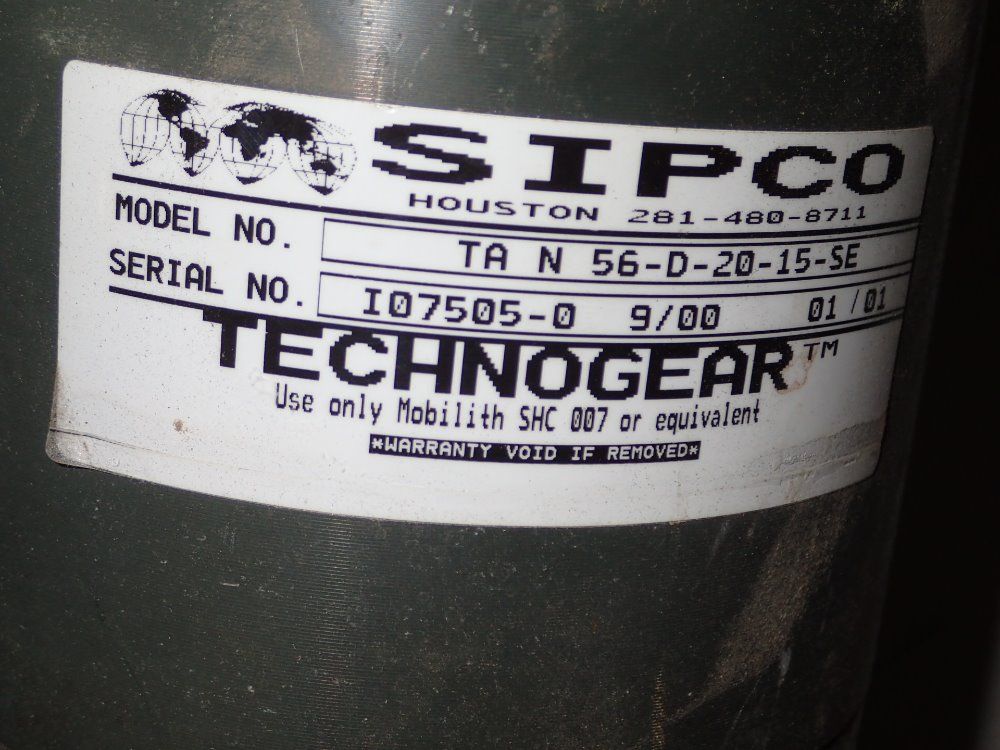 SIPCO
HOUSTON 281-480-8711
MODEL NO. TA N 56-D-20-15-SE
SERIAL NO. I07505-0 9/00 01/01
TECHNOGEAR™
Use only Mobilith SHC 007 or equivalent
*WARRANTY VOID IF REMOVED*